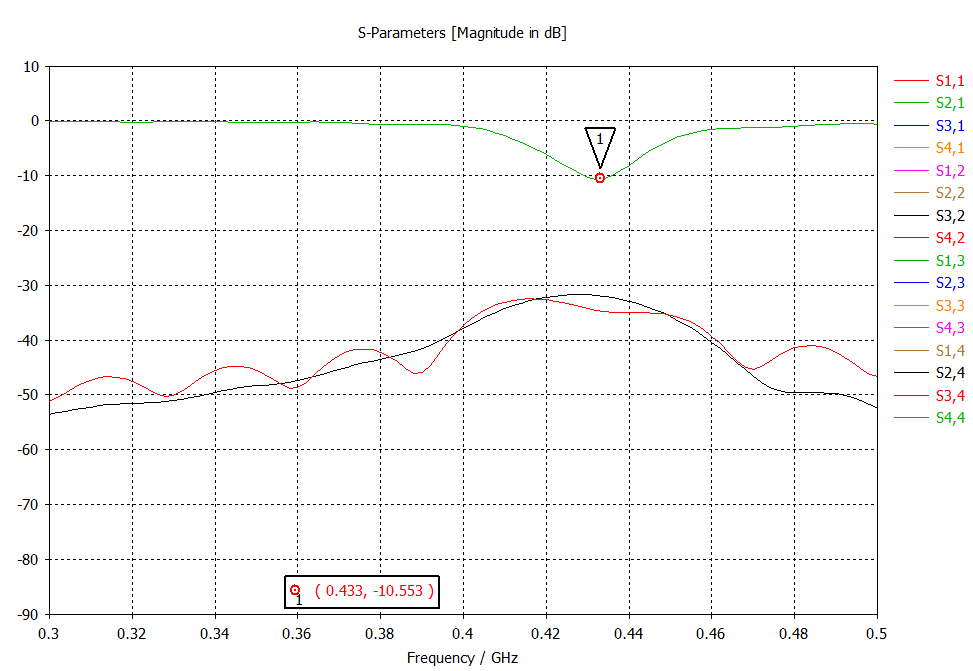 S-Parameters [Magnitude in dB]
10
0
-10
-20
-30
-40
-50
-60
-70
-80
-90
0.3
0.32
0.34
0.36
0.38
0.4
0.42
0.44
0.46
0.48
0.5
Frequency / GHz
1
1
( 0.433, -10.553 )
S1,1
S2,1
S3,1
S4,1
S1,2
S2,2
S3,2
S4,2
S1,3
S2,3
S3,3
S4,3
S1,4
S2,4
S3,4
S4,4